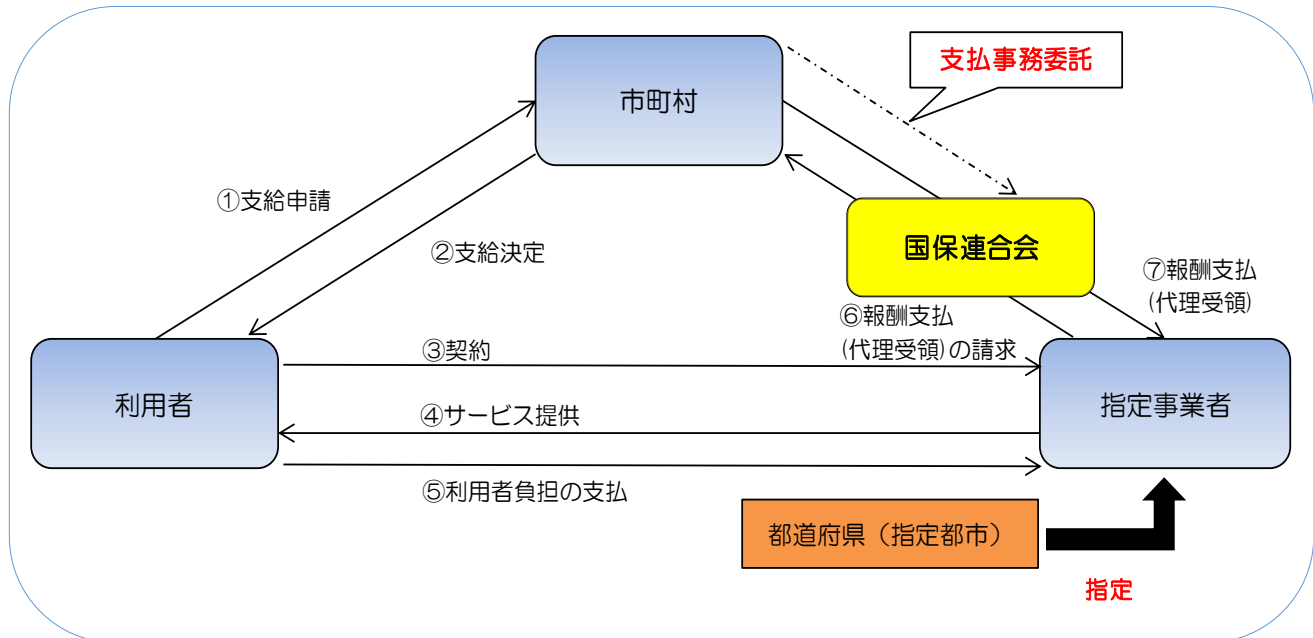 支払事務委託
市町村
①支給申請
②支給決定
国保連合会
⑦報酬支払
(代理受領)
⑥報酬支払
(代理受領)の請求
③契約
利用者
指定事業者
④サービス提供
⑤利用者負担の支払
都道府県（指定都市）
指定